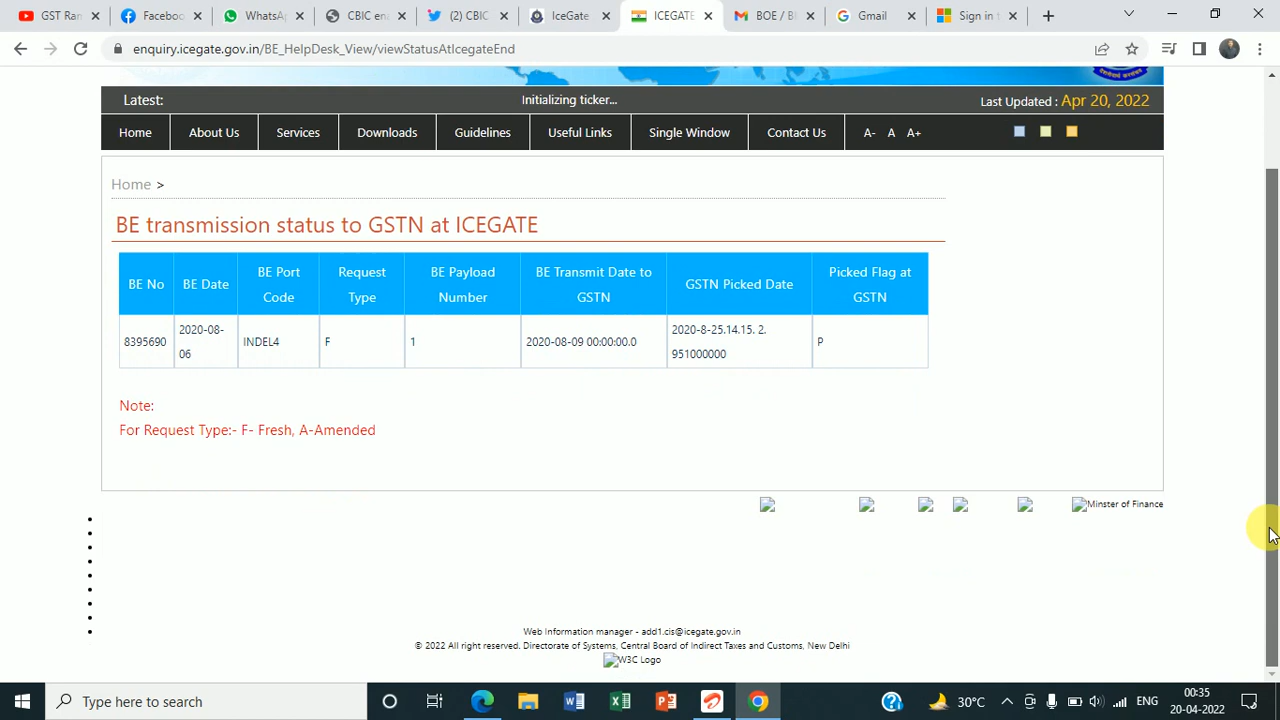 GST Ran
Faceboo
WhatsA
CBICena
(2) CBIC
IceGate
ICEGATE
BOE / BI
Gmail
Sign in t
enquiry.icegate.gov.in/BE_HelpDesk_View/viewStatusAtIcegateEnd
Latest:
Initializing ticker...
Last Updated : Apr 20, 2022
Home
About Us
Services
Downloads
Guidelines
Useful Links
Single Window
Contact Us
A- A A+
Home >
BE transmission status to GSTN at ICEGATE
BE No
BE Date
BE Port
Code
Request
Type
BE Payload
Number
BE Transmit Date to
GSTN
GSTN Picked Date
Picked Flag at
GSTN
8395690
2020-08-
06
INDEL4
F
1
2020-08-09 00:00:00.0
2020-8-25.14.15. 2.
951000000
P
Note:
For Request Type:- F- Fresh, A-Amended
Minster of Finance
Web Information manager - add1.cis@icegate.gov.in
© 2022 All right reserved. Directorate of Systems, Central Board of Indirect Taxes and Customs, New Delhi
W3C Logo
Type here to search
30°C
ENG
00:35
20-04-2022